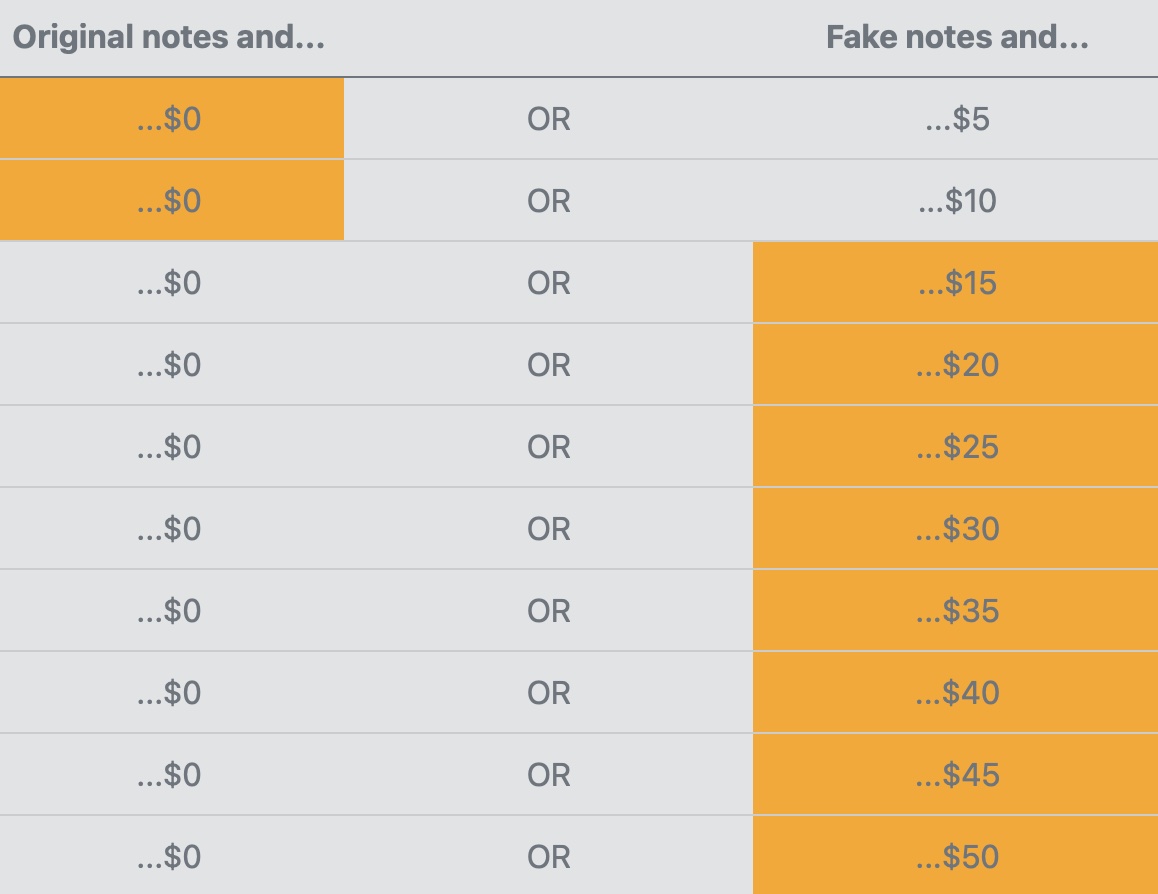 Original notes and... Fake notes and...
...$0 OR ...$5
...$0 OR ...$10
...$0 OR ...$15
...$0 OR ...$20
...$0 OR ...$25
...$0 OR ...$30
...$0 OR ...$35
...$0 OR ...$40
...$0 OR ...$45
...$0 OR ...$50